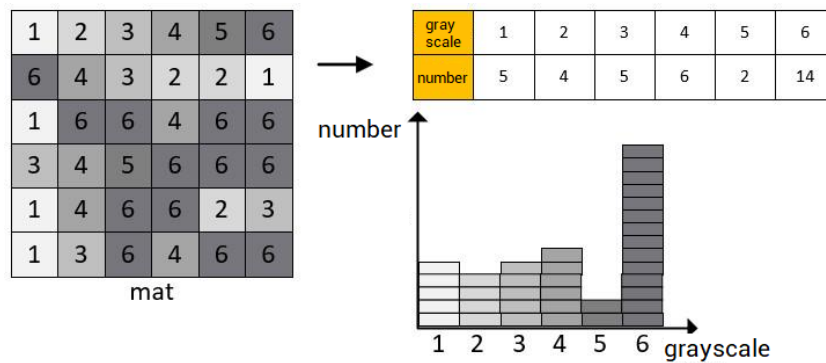 1 2 3 4 5 6
6 4 3 2 2 1
1 6 6 4 6 6
3 4 5 6 6 6
1 4 6 6 2 3
1 3 6 4 6 6
mat
gray
scale 1 2 3 4 5 6
number 5 4 5 6 2 14
number
1 2 3 4 5 6 grayscale